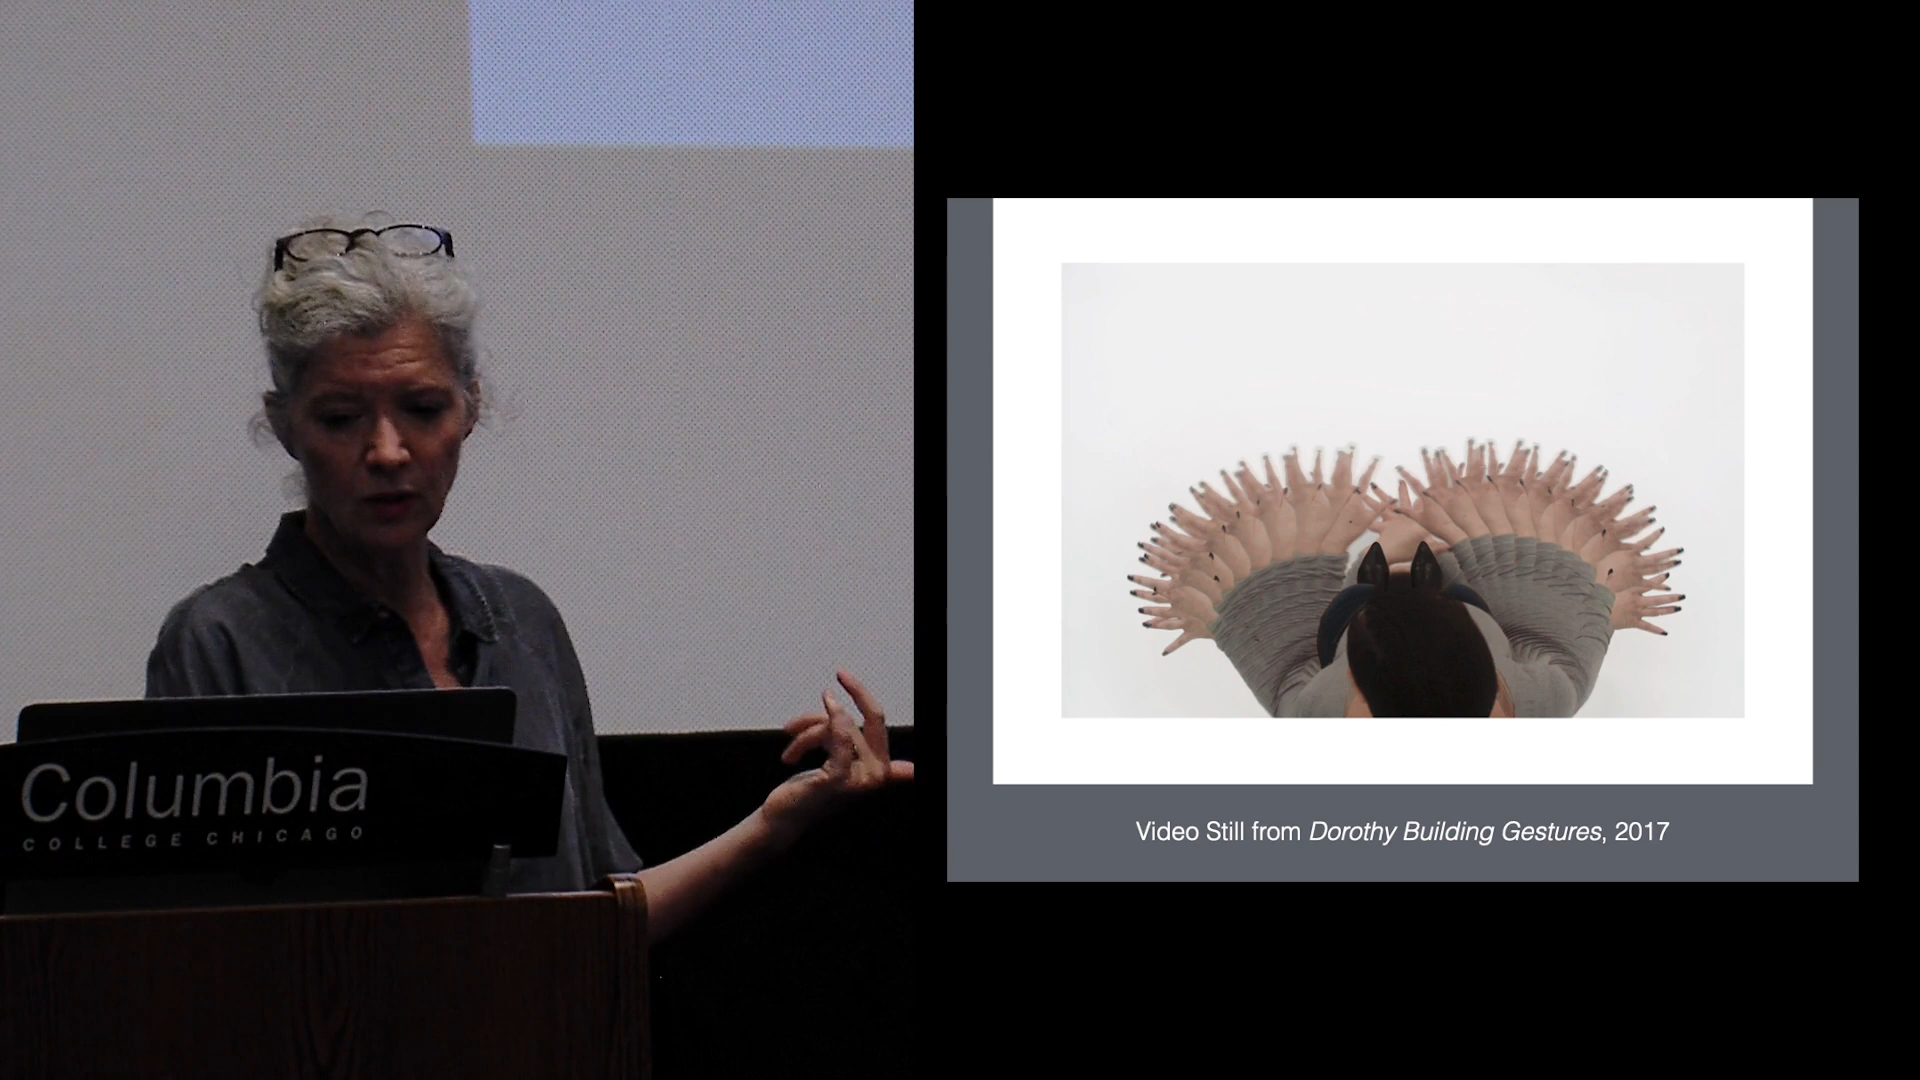 Columbia
COLLEGE CHICAGO
Video Still from Dorothy Building Gestures, 2017